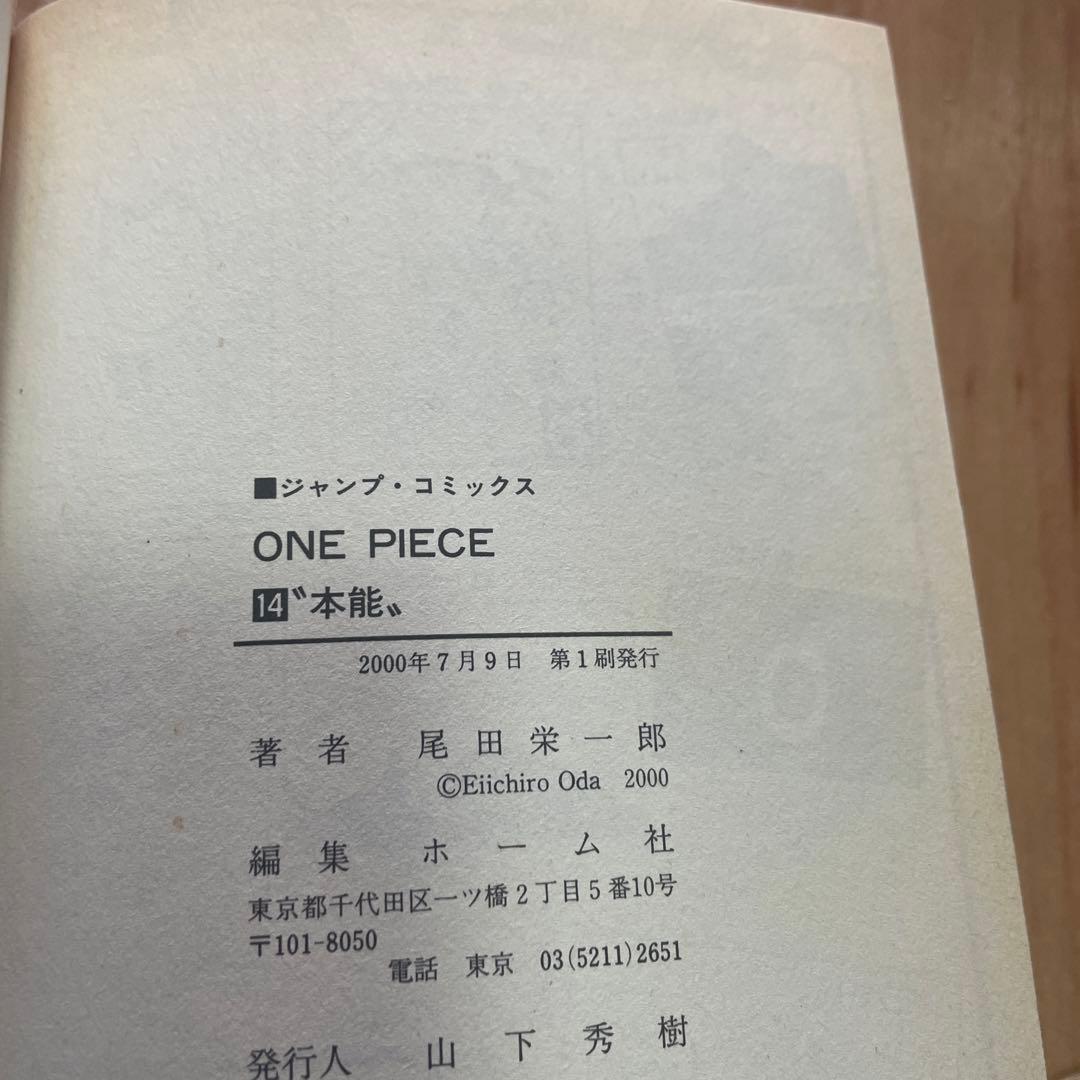 ■ジャンプ・コミックス
ONE PIECE
14〝本能〟
2000年7月9日 第1刷発行
著者 尾田栄一郎
©Eiichiro Oda 2000
編集 ホーム社
東京都千代田区一ツ橋2丁目5番10号
〒101-8050
電話 東京 03(5211)2651
発行人 山下秀樹